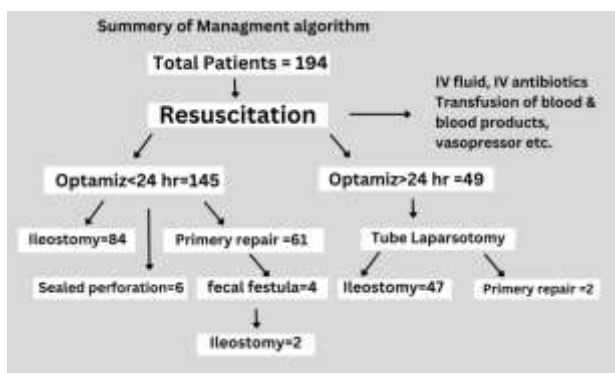 Summery of Managment algorithm
Total Patients = 194
Resuscitation
IV fluid, IV antibiotics
Transfusion of blood &
blood products,
vasopressor etc.
Optamiz<24 hr=145
Optamiz>24 hr =49
Ileostomy=84
Primery repair =61
Tube Laparsotomy
Sealed perforation=6
fecal festula=4
Ileostomy=47
Primery repair =2
Ileostomy=2